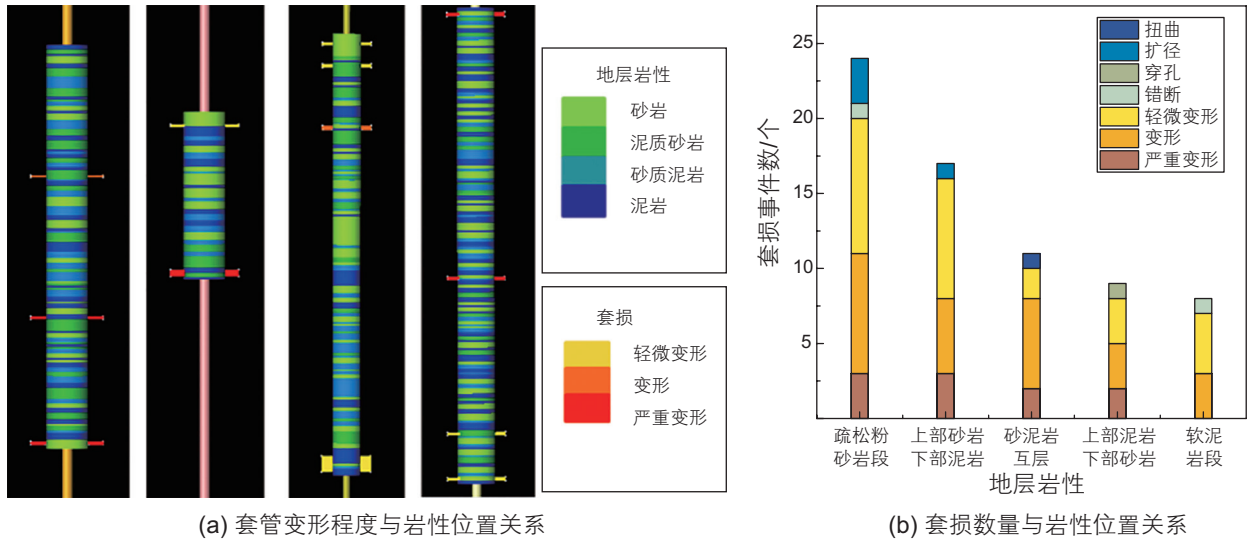 地层岩性
砂岩
泥质砂岩
砂质泥岩
泥岩
套损
轻微变形
变形
严重变形
(a) 套管变形程度与岩性位置关系
套损事件数/个
25
20
15
10
5
扭曲
扩径
穿孔
错断
轻微变形
变形
严重变形
疏松粉
砂岩段
上部砂岩
下部泥岩
砂泥岩
互层
上部泥岩
下部砂岩
软泥
岩段
地层岩性
(b) 套损数量与岩性位置关系